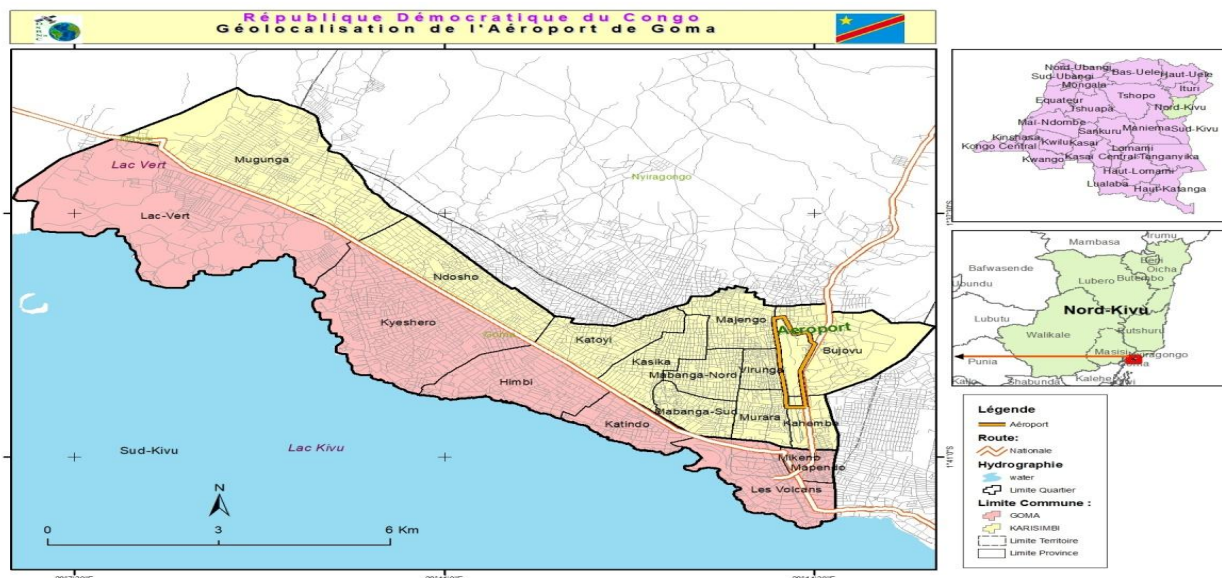 République Démocratique du Congo
Géolocalisation de l'Aéroport de Goma
Mugunga
Lac Vert
Nyiragongo
Lac-Vert
Ndosho
Kyeshero
Goma
Katoyi
Majengo
Aéroport
Bujovu
Kasika
Mabanga-Nord
Virunga
Himbi
Mabanga-Sud
Murara
Kahembe
Katindo
Mikeno
Mapendo
Les Volcans
Sud-Kivu
Lac Kivu
N
0 3 6 Km
1°41'0"S
Nord-Ubangi
Bas-Uele
Haut-Uele
Sud-Ubangi
Mongala
Ituri
Tshopo
Equateur
Nord-Kivu
Tshuapa
Mai-Ndombe
Maniema
Sud-Kivu
Sankuru
Kinshasa
Kongo Central
Kwilu
Kasai
Lomami
Kwango
Kasai Central
Tanganyika
Haut-Lomami
Lualaba
Haut-Katanga
Irumu
Mambasa
Beni
Bafwasende
Oicha
Lubero
Butembo
Ubundu
Lubutu
Nord-Kivu
Walikale
Rutshuru
Masisi
Punia
Shabunda
Kalehe
Légende
Aéroport
Route:
Nationale
Hydrographie
water
Limite Quartier
Limite Commune :
GOMA
KARISIMBI
Limite Territoire
Limite Province